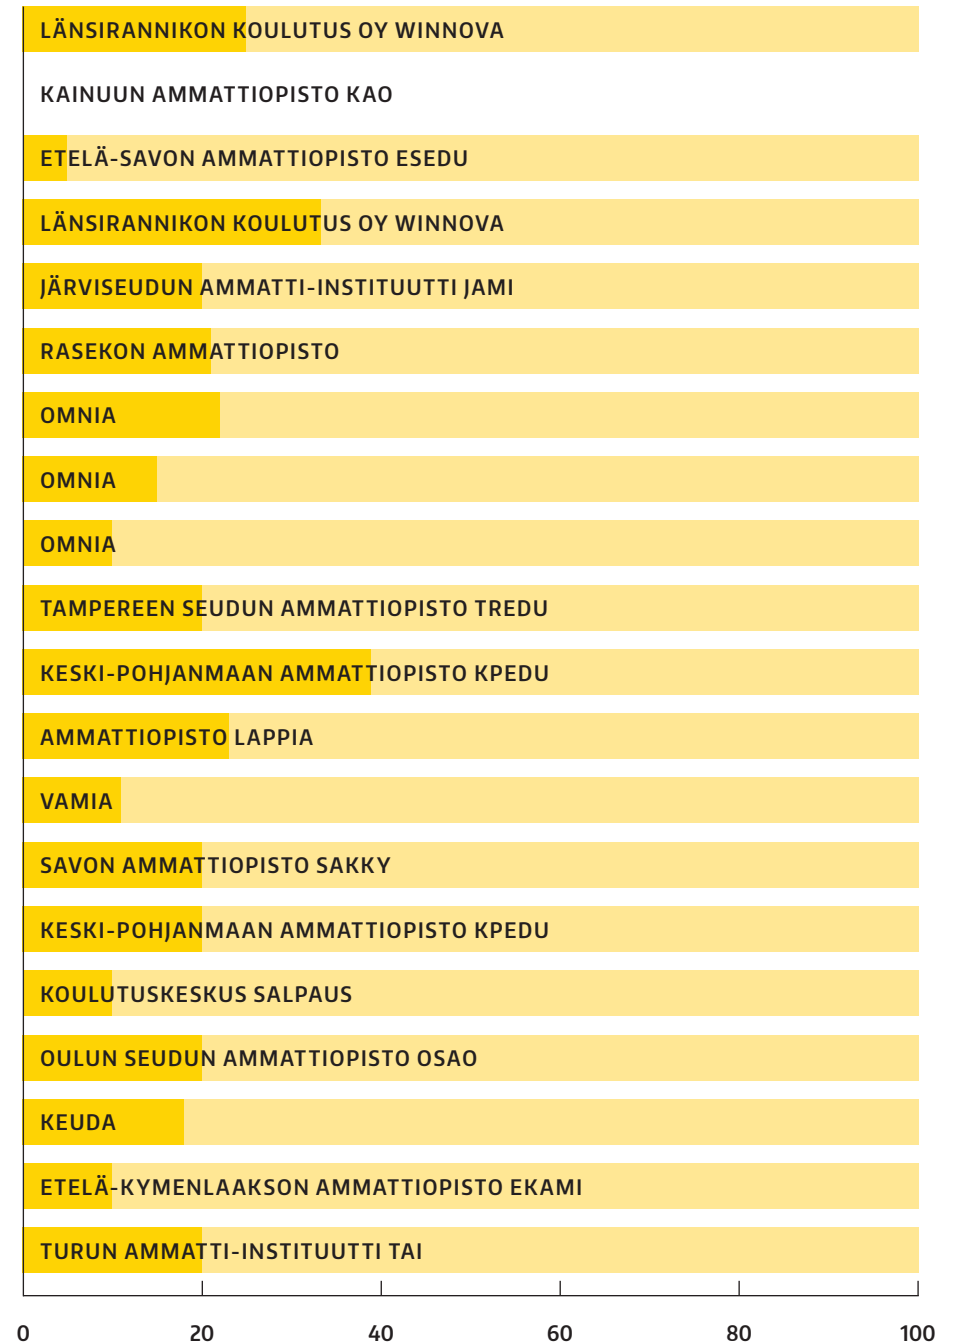 LÄNSIRANNIKON KOULUTUS OY WINNOVA
KAINUUN AMMATTIOPISTO KAO
ETELÄ-SAVON AMMATTIOPISTO ESEDU
LÄNSIRANNIKON KOULUTUS OY WINNOVA
JÄRVISEUDUN AMMATTI-INSTITUUTTI JAMI
RASEKON AMMATTIOPISTO
OMNIA
OMNIA
OMNIA
TAMPEREEN SEUDUN AMMATTIOPISTO TREDU
KESKI-POHJANMAAN AMMATTIOPISTO KPEDU
AMMATTIOPISTO LAPPIA
VAMIA
SAVON AMMATTIOPISTO SAKKY
KESKI-POHJANMAAN AMMATTIOPISTO KPEDU
KOULUTUSKESKUS SALPAUS
OULUN SEUDUN AMMATTIOPISTO OSAO
KEUDA
ETELÄ-KYMENLAAKSON AMMATTIOPISTO EKAMI
TURUN AMMATTI-INSTITUUTTI TAI
0 20 40 60 80 100